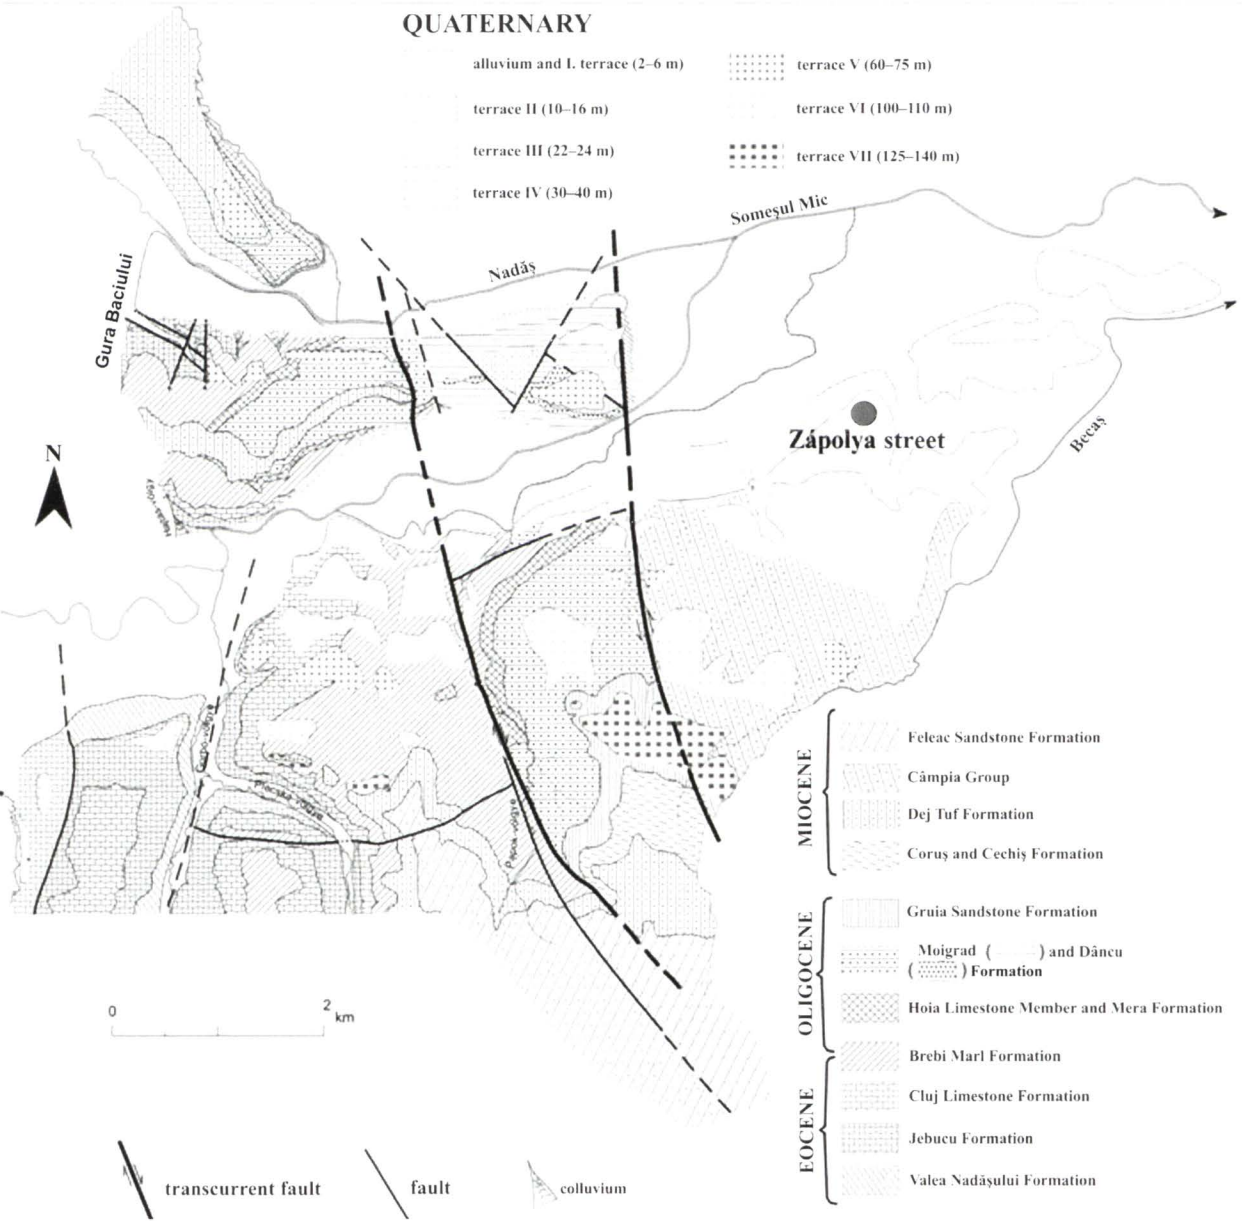 QUATERNARY
alluvium and I. terrace (2–6 m)
terrace II (10–16 m)
terrace III (22–24 m)
terrace IV (30–40 m)
terrace V (60–75 m)
terrace VI (100–110 m)
terrace VII (125–140 m)
Someşul Mic
Nadăş
Gura Baciului
Zápolya street
Becaş
N
MIOCENE
Feleac Sandstone Formation
Câmpia Group
Dej Tuf Formation
Coruş and Cechiş Formation
OLIGOCENE
Gruia Sandstone Formation
Moigrad ( ) and Dâncu
( ) Formation
Hoia Limestone Member and Mera Formation
EOCENE
Brebi Marl Formation
Cluj Limestone Formation
Jebucu Formation
Valea Nadăşului Formation
0 2 km
transcurrent fault
fault
colluvium